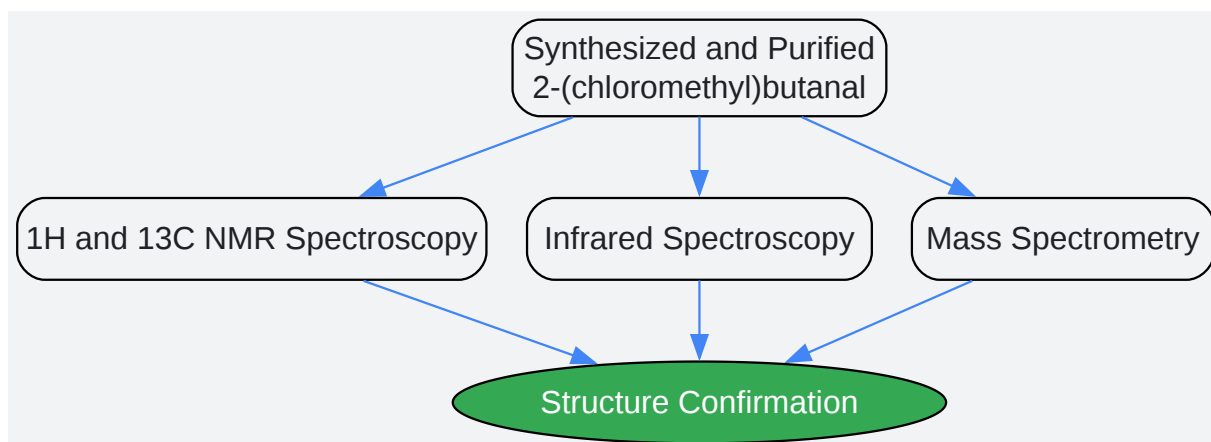 Synthesized and Purified
2-(chloromethyl)butanal
1H and 13C NMR Spectroscopy
Infrared Spectroscopy
Mass Spectrometry
Structure Confirmation